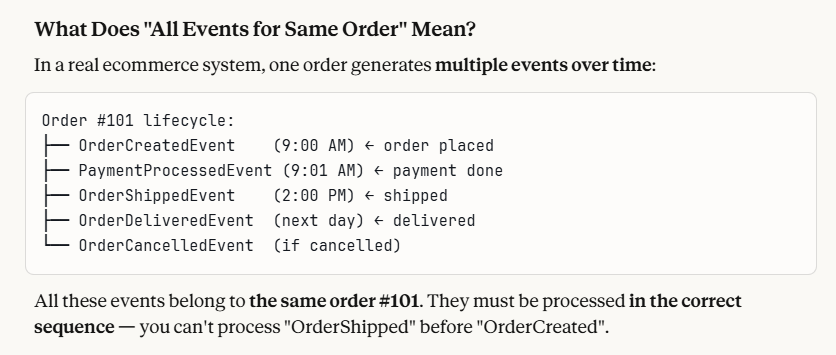 What Does "All Events for Same Order" Mean?
In a real ecommerce system, one order generates multiple events over time:
Order #101 lifecycle:
├── OrderCreatedEvent    (9:00 AM) ← order placed
├── PaymentProcessedEvent (9:01 AM) ← payment done
├── OrderShippedEvent    (2:00 PM) ← shipped
├── OrderDeliveredEvent  (next day) ← delivered
└── OrderCancelledEvent  (if cancelled)
All these events belong to the same order #101. They must be processed in the correct
sequence — you can't process "OrderShipped" before "OrderCreated".